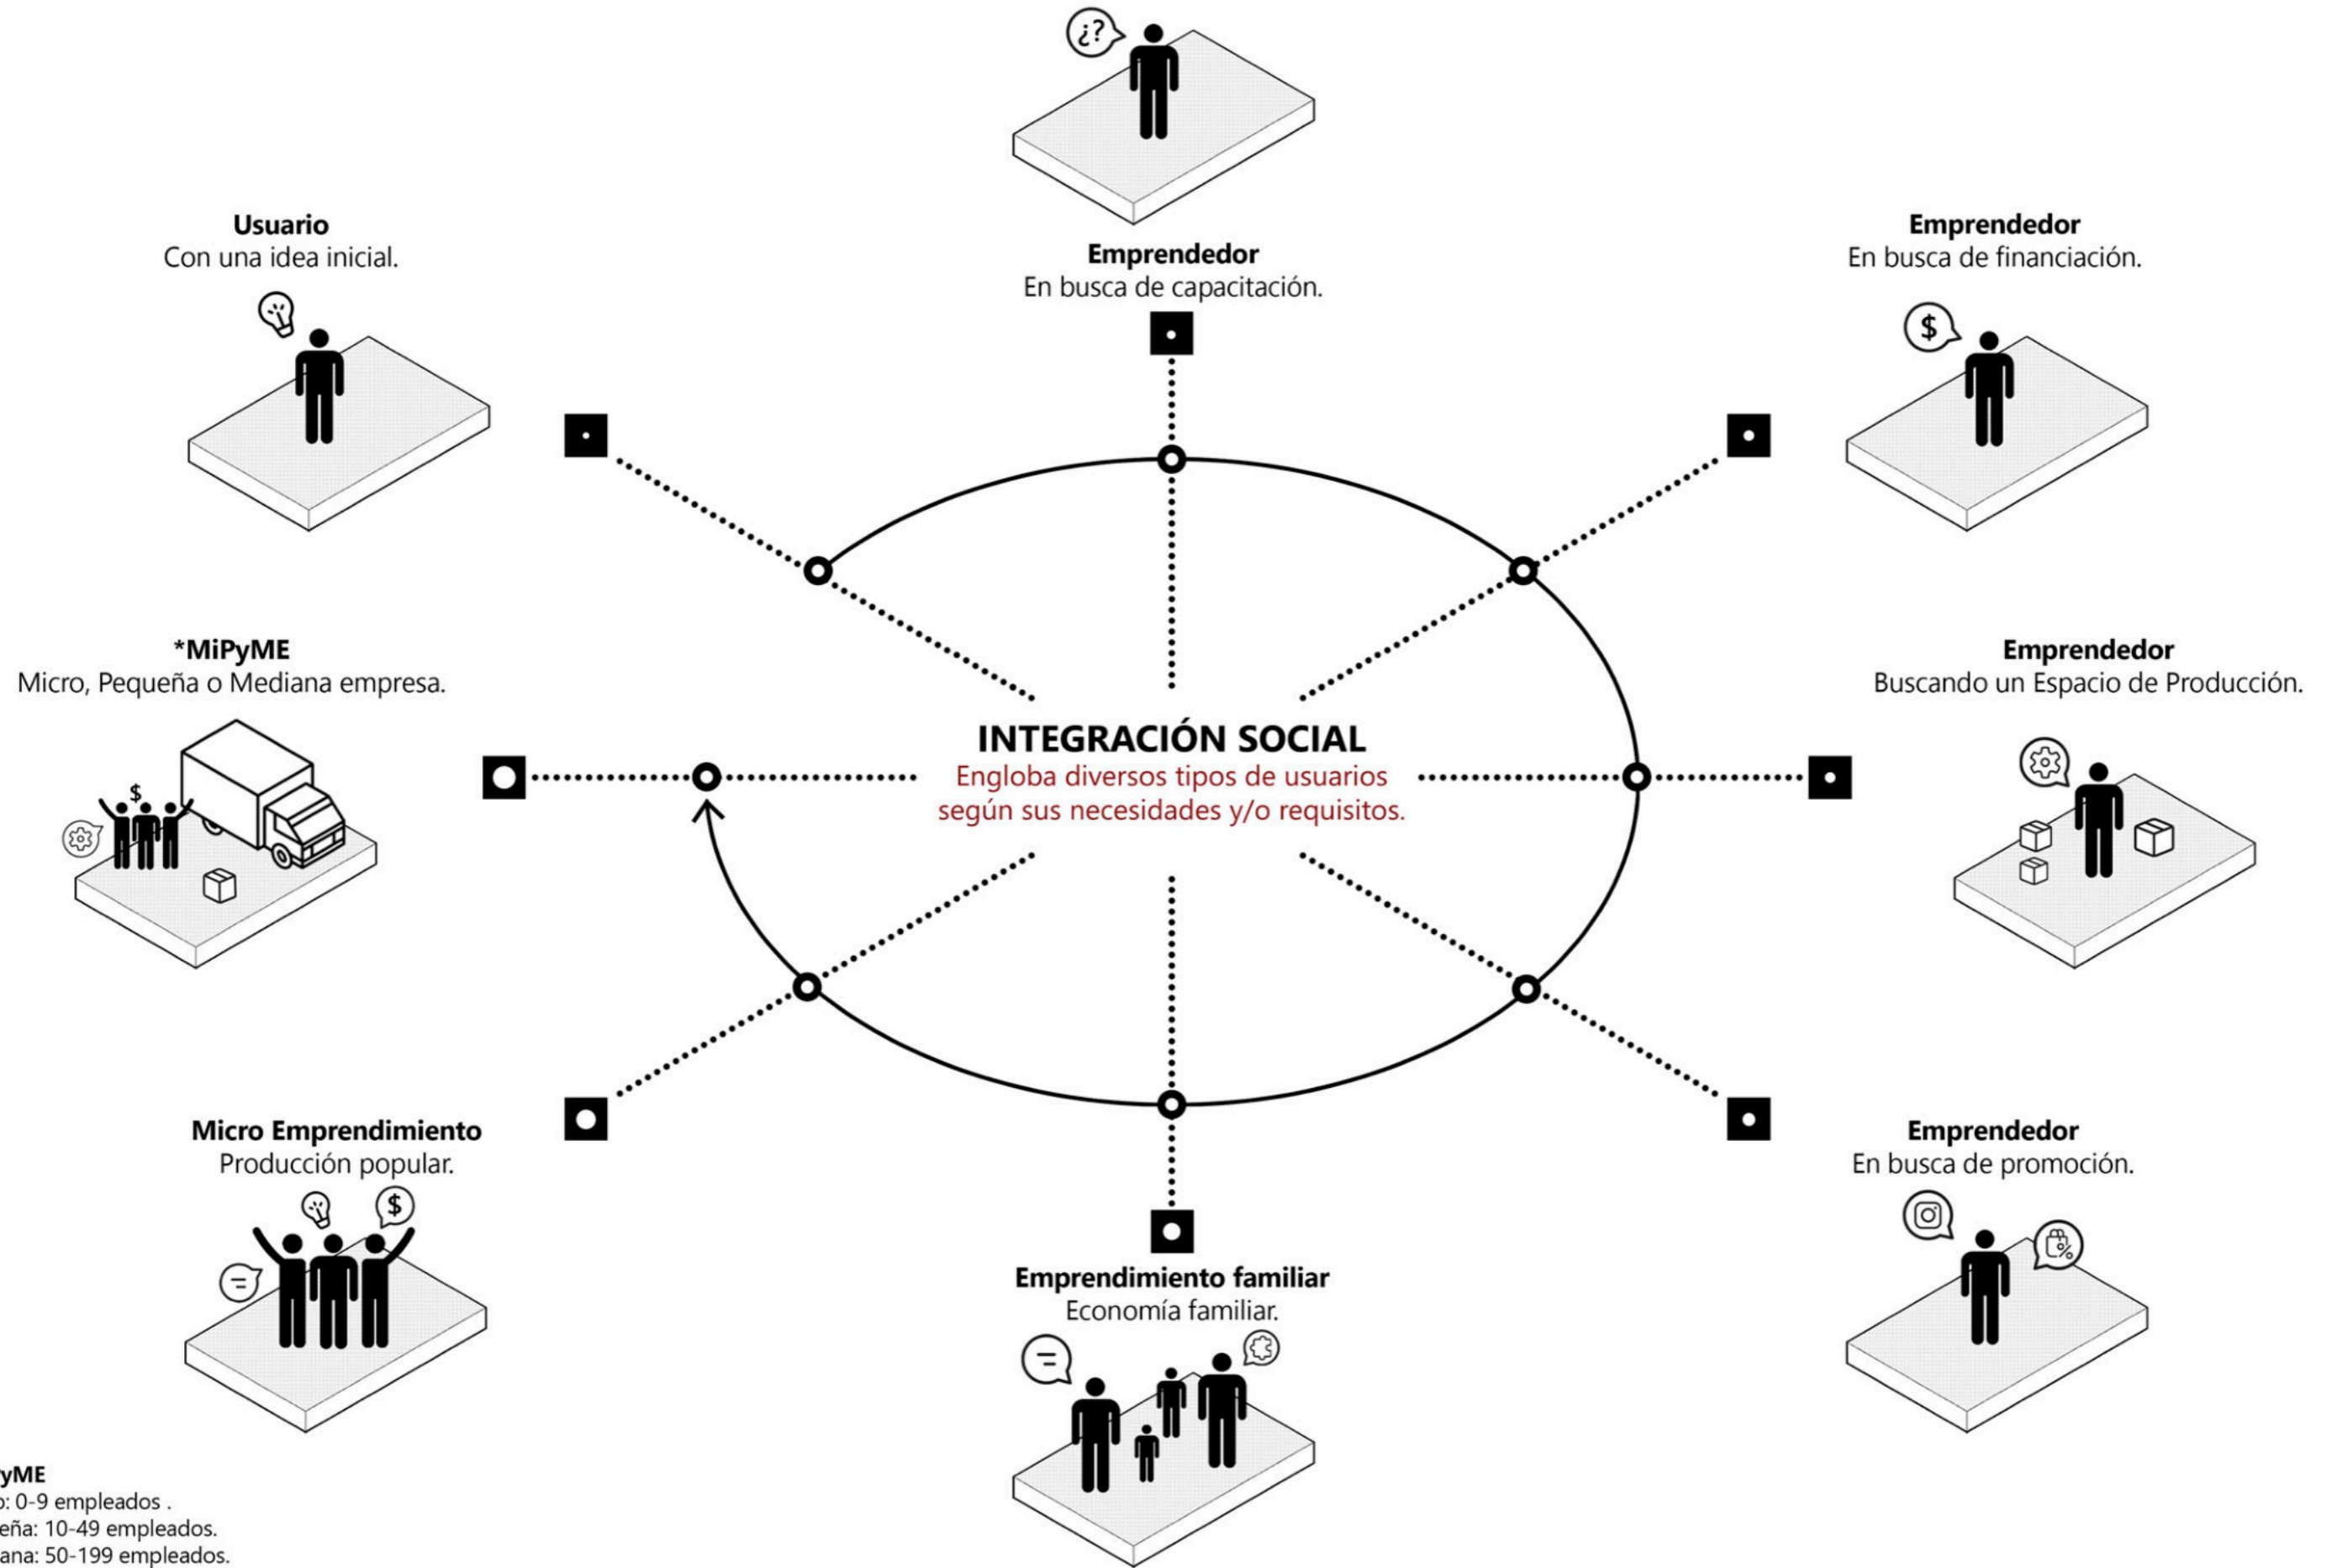 ¿?
Emprendedor
En busca de capacitación.
Usuario
Con una idea inicial.
Emprendedor
En busca de financiación.
$
*MiPyME
Micro, Pequeña o Mediana empresa.
$
INTEGRACIÓN SOCIAL
Engloba diversos tipos de usuarios
según sus necesidades y/o requisitos.
Emprendedor
Buscando un Espacio de Producción.
Micro Emprendimiento
Producción popular.
$
Emprendimiento familiar
Economía familiar.
Emprendedor
En busca de promoción.
%
yME
: 0-9 empleados .
eña: 10-49 empleados.
ana: 50-199 empleados.